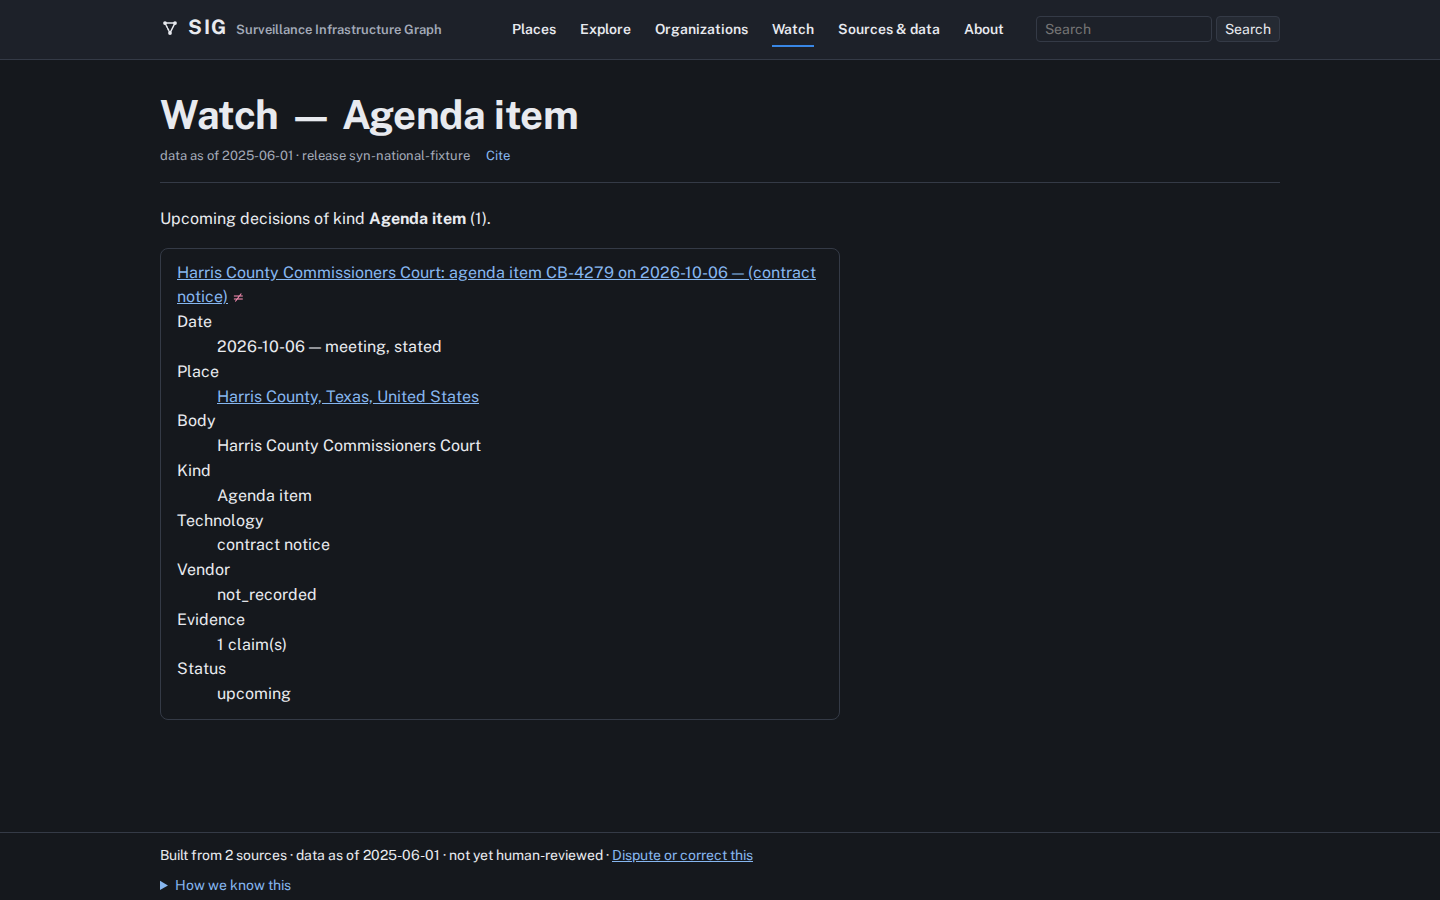 SIG Surveillance Infrastructure Graph Places Explore Organizations Watch Sources & data About Search Search
Watch — Agenda item
data as of 2025-06-01 · release syn-national-fixture Cite
Upcoming decisions of kind Agenda item (1).
Harris County Commissioners Court: agenda item CB-4279 on 2026-10-06 — (contract
notice) ≠
Date
2026-10-06 — meeting, stated
Place
Harris County, Texas, United States
Body
Harris County Commissioners Court
Kind
Agenda item
Technology
contract notice
Vendor
not_recorded
Evidence
1 claim(s)
Status
upcoming
Built from 2 sources · data as of 2025-06-01 · not yet human-reviewed · Dispute or correct this
▶ How we know this